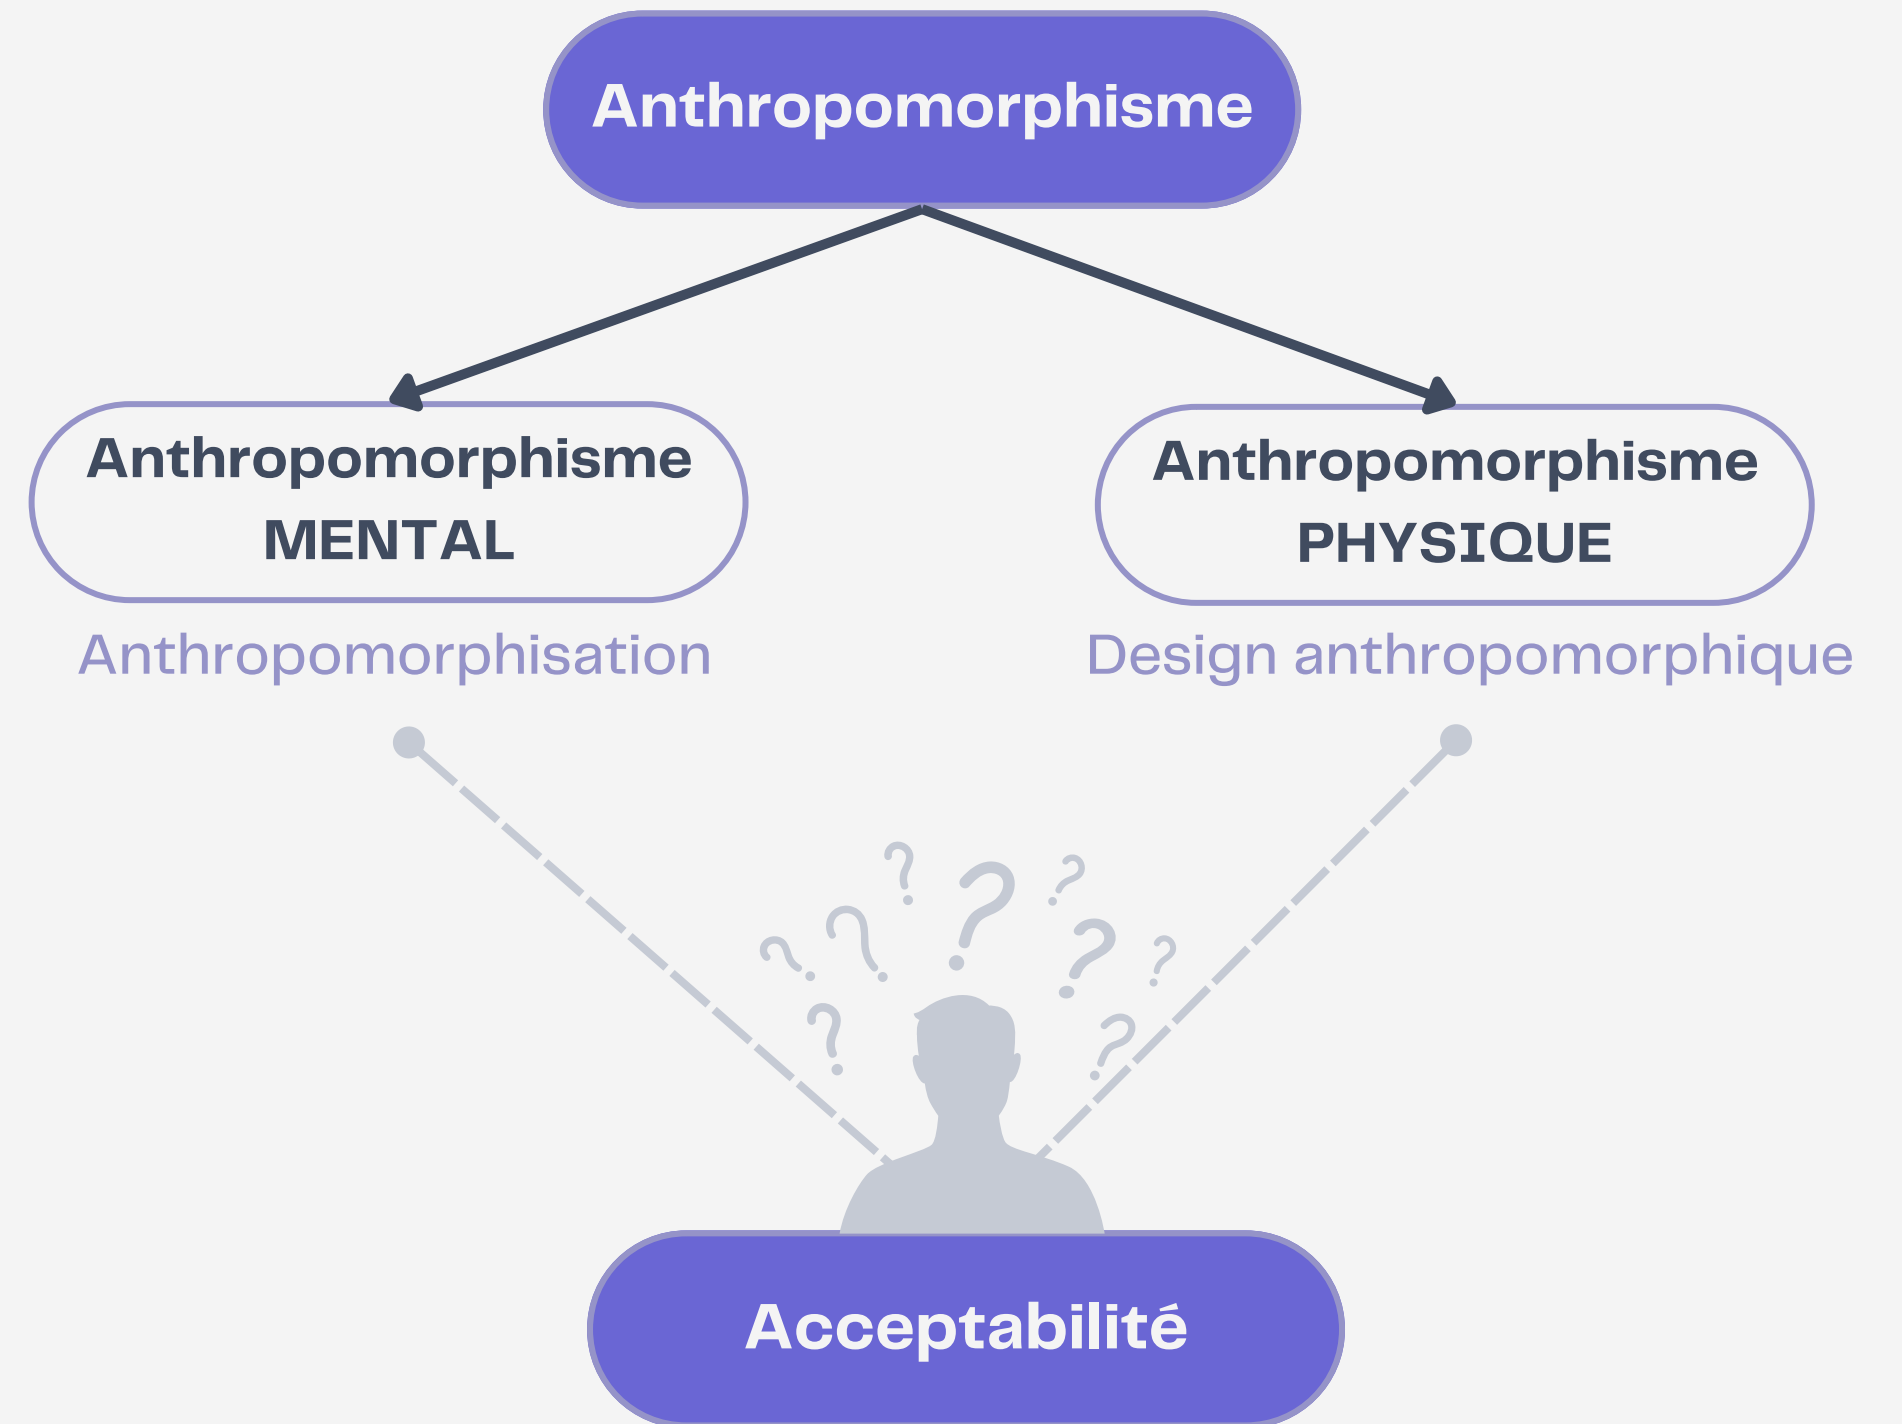 Anthropomorphisme
Anthropomorphisme
MENTAL
Anthropomorphisation
Anthropomorphisme
PHYSIQUE
Design anthropomorphique
? ? ? ? ? ? ? ? ?
Acceptabilité